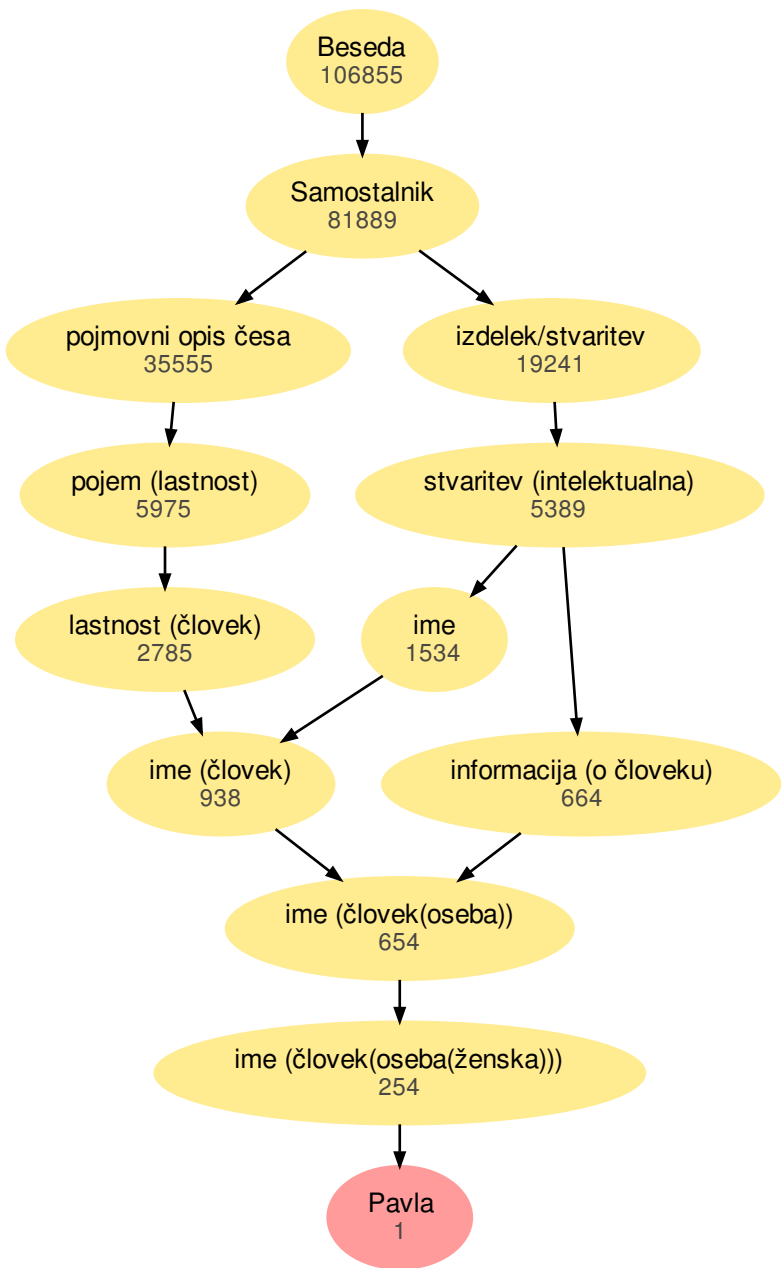 Beseda
106855
Samostalnik
81889
pojmovni opis česa
35555
izdelek/stvaritev
19241
pojem (lastnost)
5975
stvaritev (intelektualna)
5389
lastnost (človek)
2785
ime
1534
ime (človek)
938
informacija (o človeku)
664
ime (človek(oseba))
654
ime (človek(oseba(ženska)))
254
Pavla
1